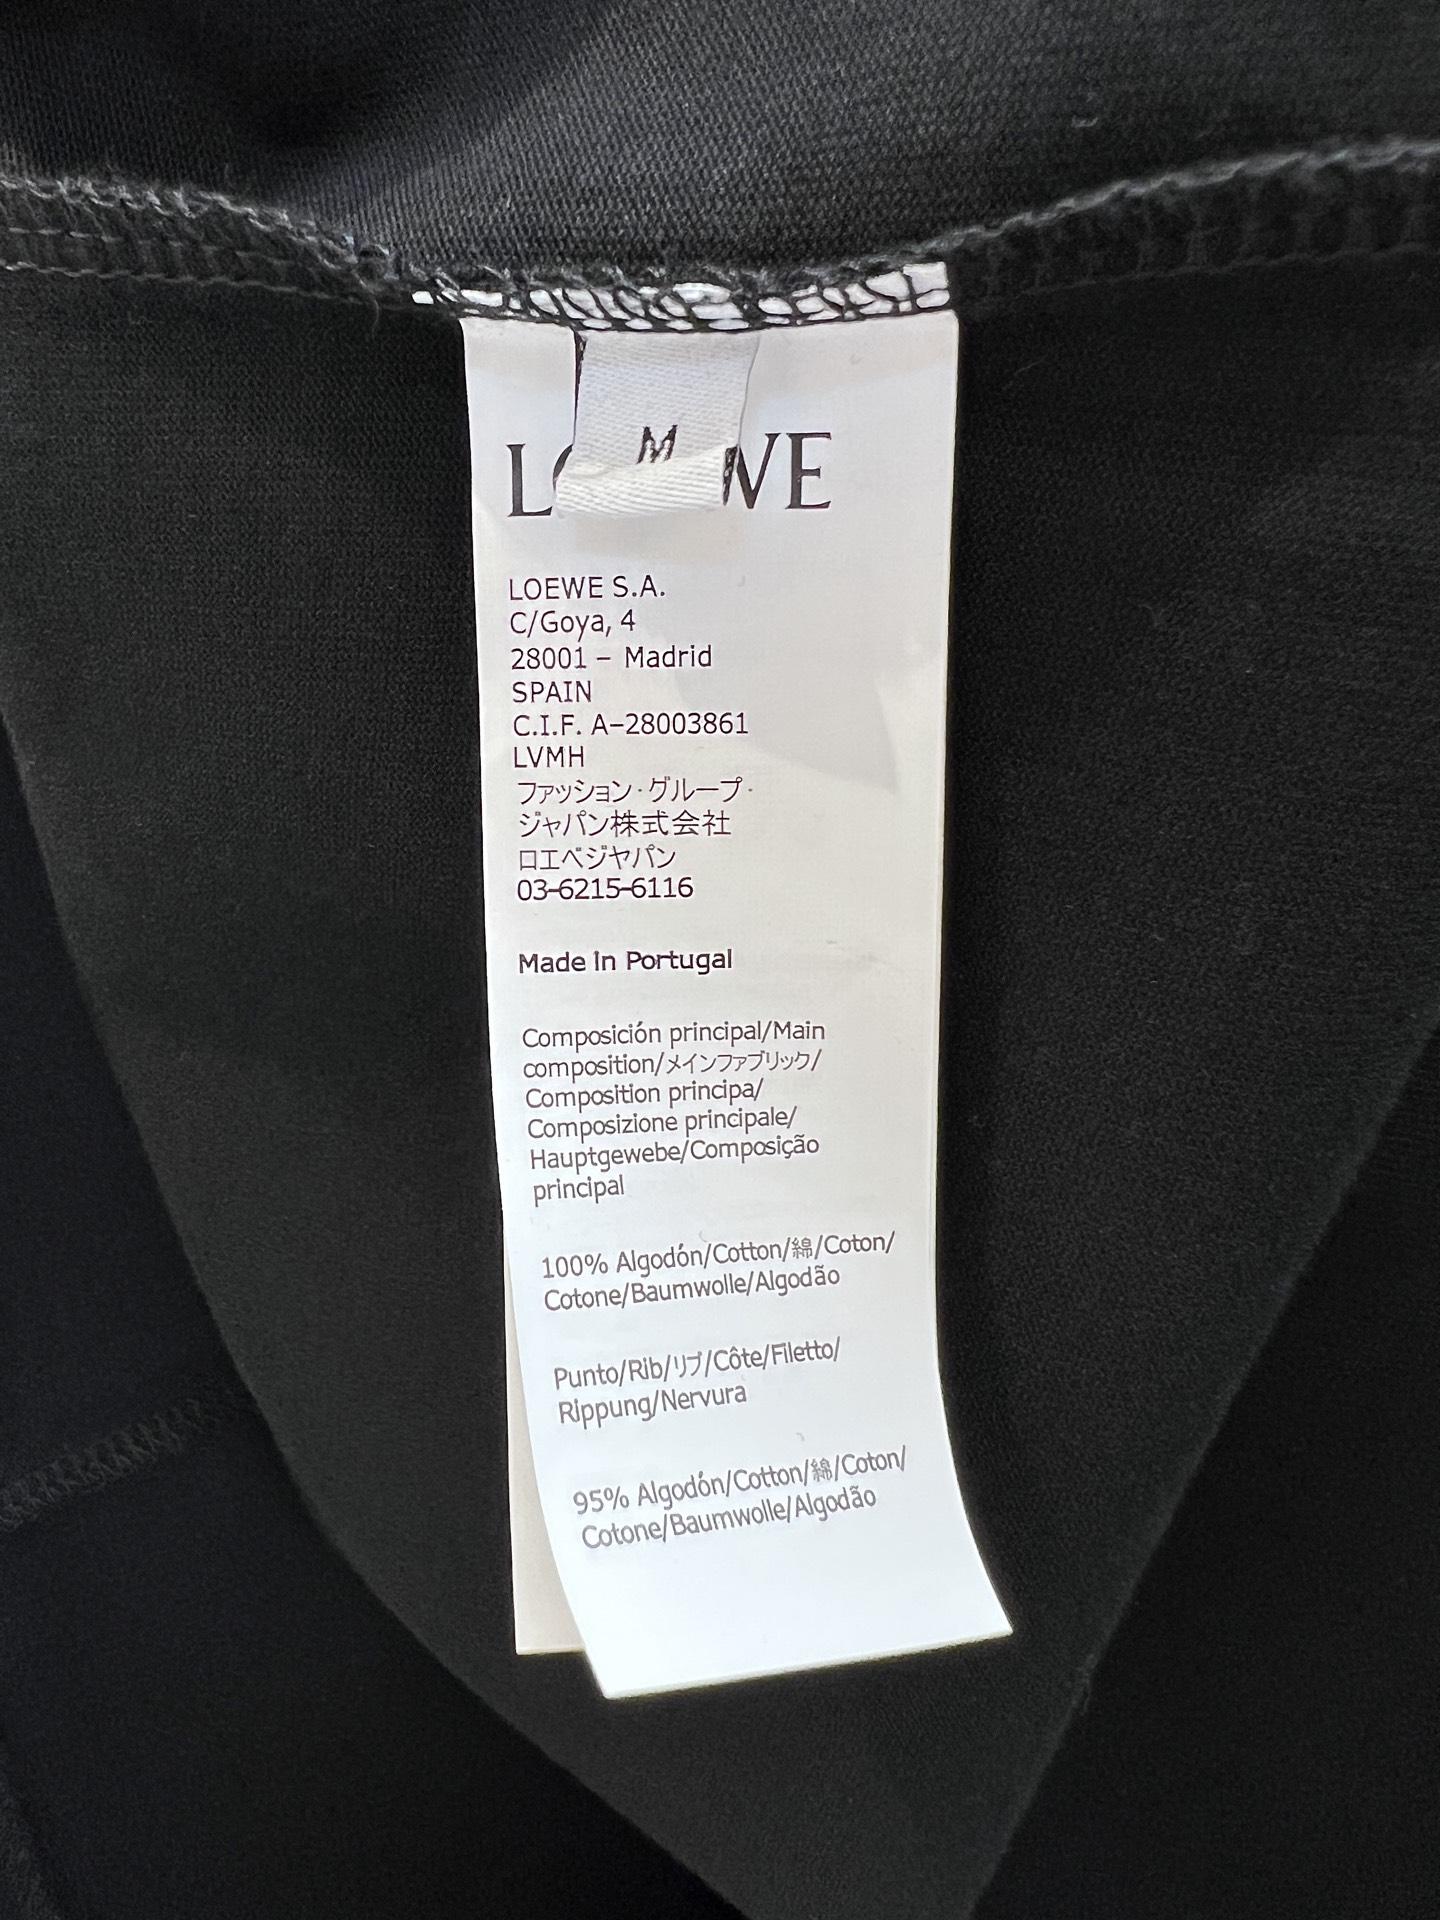 M
LOEWE S.A.
C/Goya, 4
28001 – Madrid
SPAIN
C.I.F. A–28003861
LVMH
ファッション・グループ・
ジャパン株式会社
ロエベジャパン
03-6215-6116
Made in Portugal
Composición principal/Main
composition/メインファブリック/
Composition principa/
Composizione principale/
Hauptgewebe/Composição
principal
100% Algodón/Cotton/綿/Coton/
Cotone/Baumwolle/Algodão
Punto/Rib/リブ/Côte/Filetto/
Rippung/Nervura
95% Algodón/Cotton/綿/Coton/
Cotone/Baumwolle/Algodão